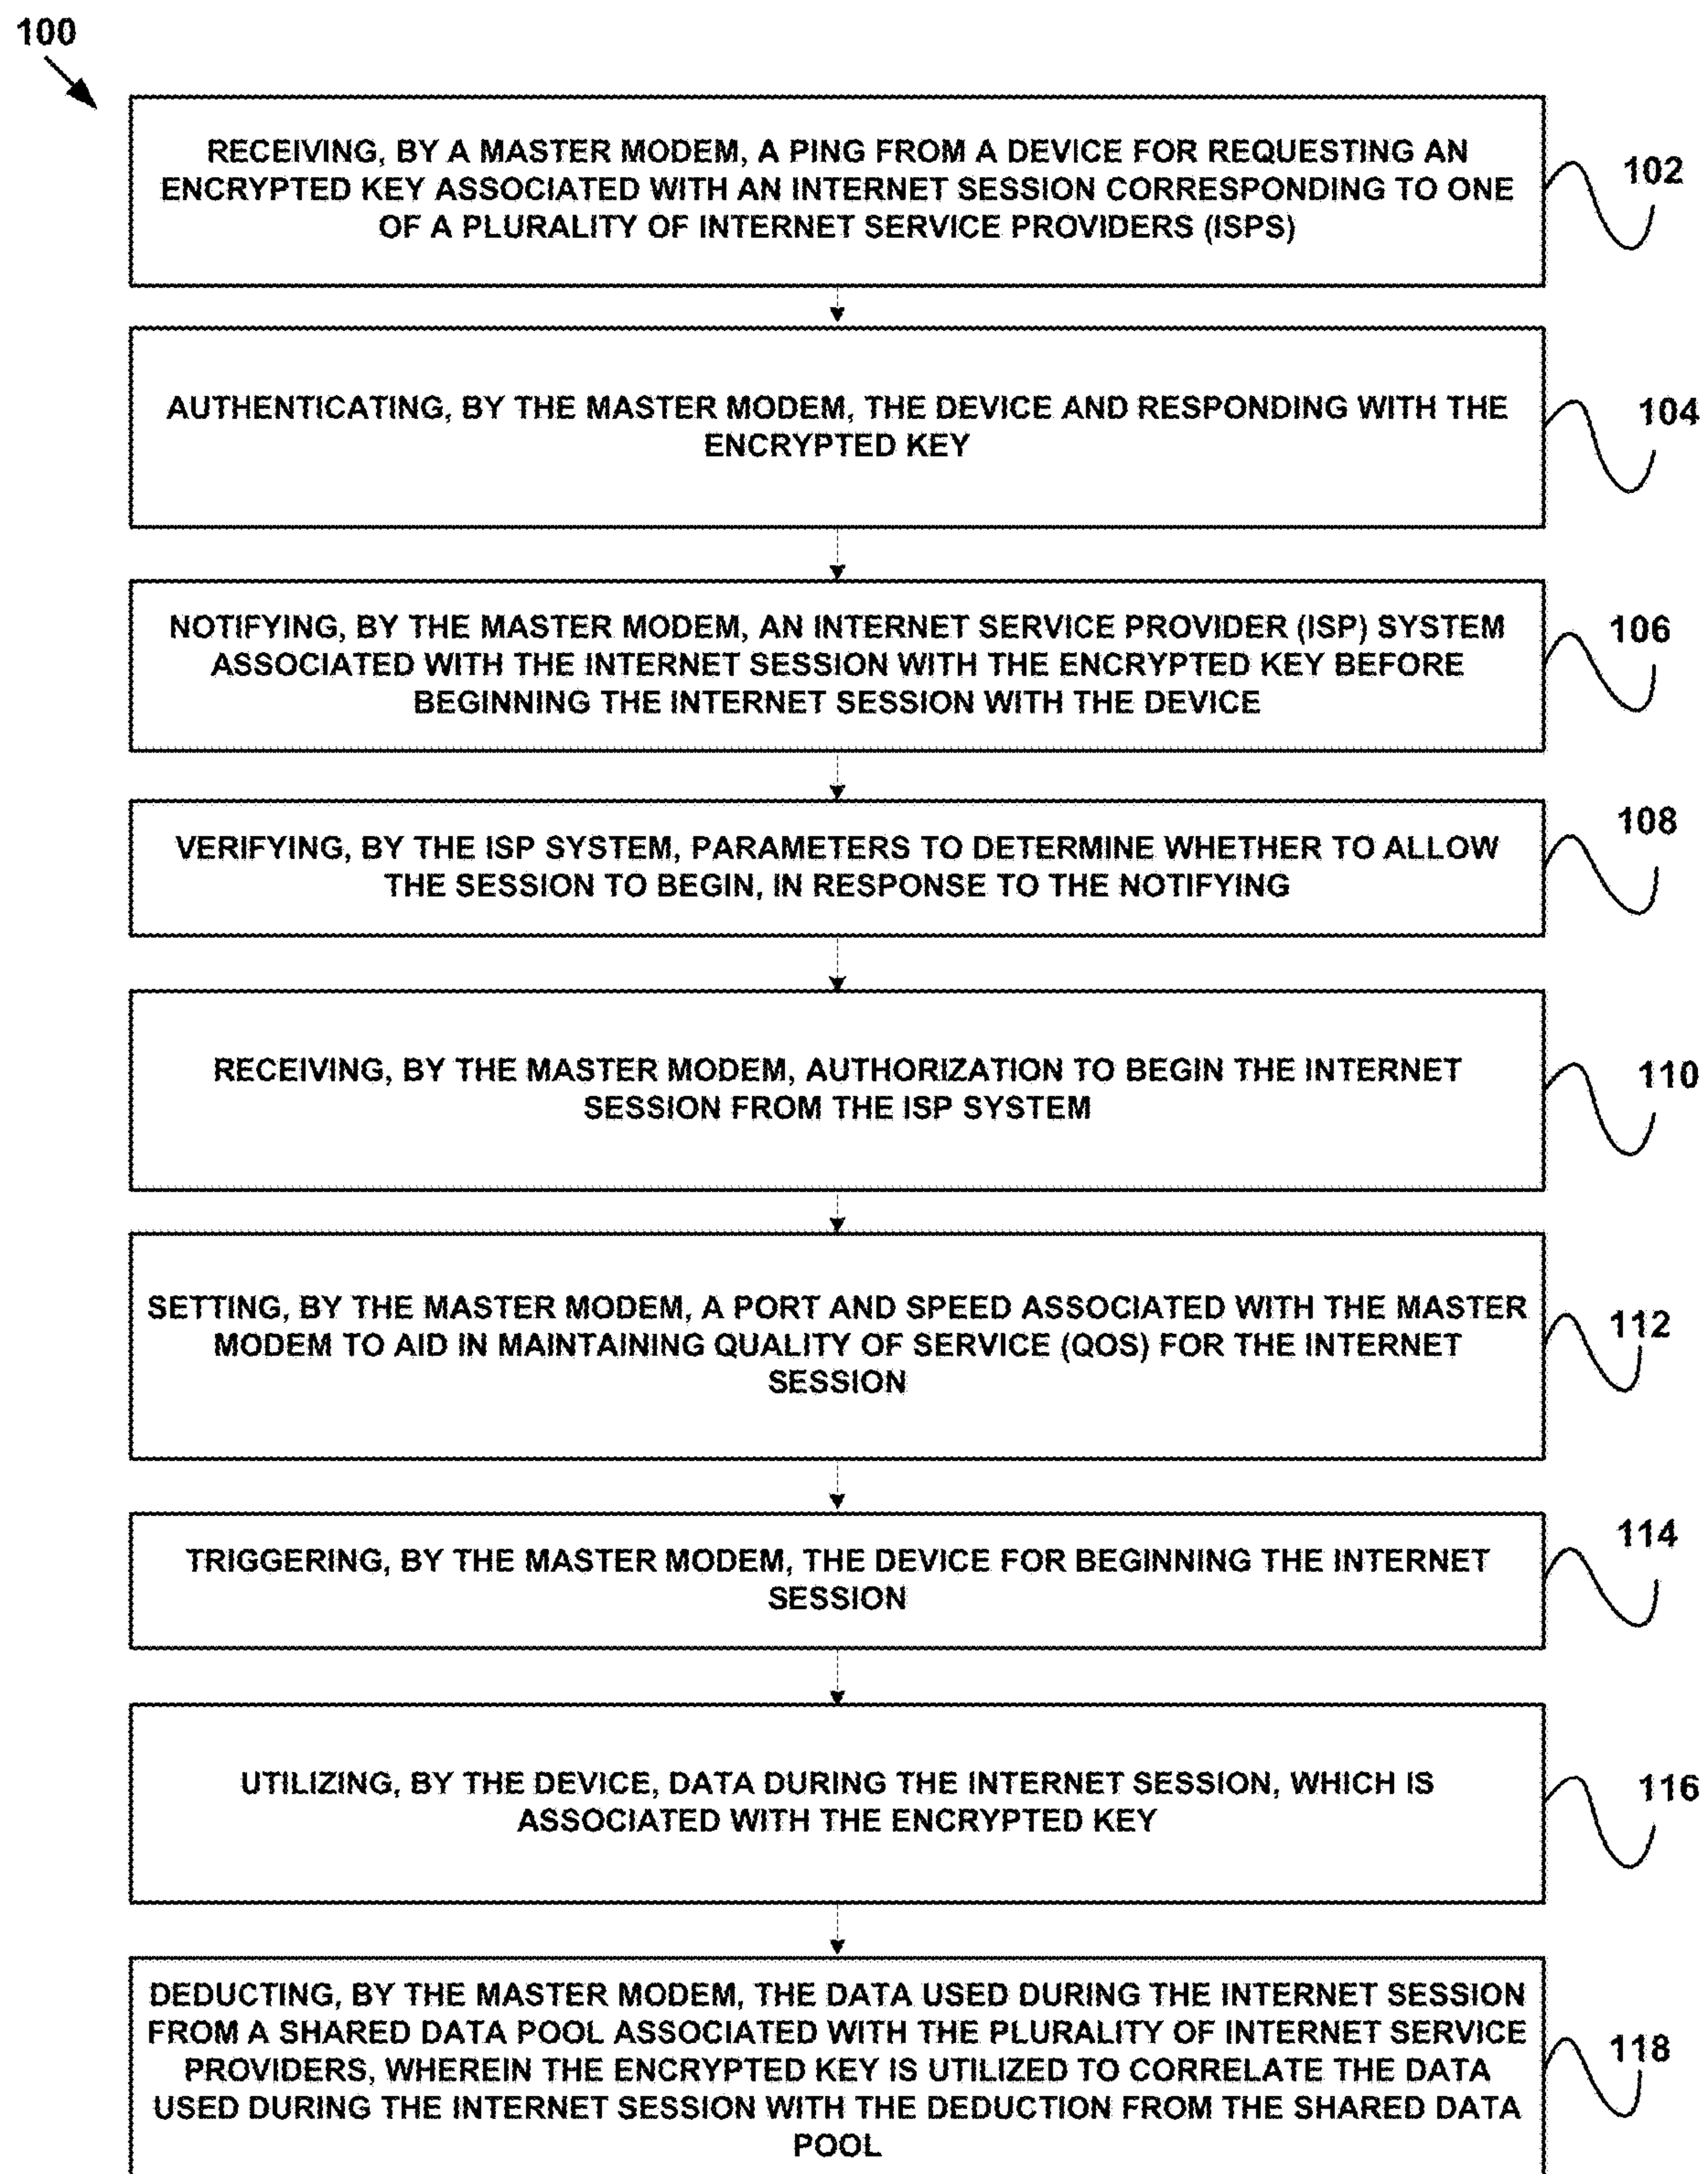 100
RECEIVING, BY A MASTER MODEM, A PING FROM A DEVICE FOR REQUESTING AN
ENCRYPTED KEY ASSOCIATED WITH AN INTERNET SESSION CORRESPONDING TO ONE
OF A PLURALITY OF INTERNET SERVICE PROVIDERS (ISPS)
102
AUTHENTICATING, BY THE MASTER MODEM, THE DEVICE AND RESPONDING WITH THE
ENCRYPTED KEY
104
NOTIFYING, BY THE MASTER MODEM, AN INTERNET SERVICE PROVIDER (ISP) SYSTEM
ASSOCIATED WITH THE INTERNET SESSION WITH THE ENCRYPTED KEY BEFORE
BEGINNING THE INTERNET SESSION WITH THE DEVICE
106
VERIFYING, BY THE ISP SYSTEM, PARAMETERS TO DETERMINE WHETHER TO ALLOW
THE SESSION TO BEGIN, IN RESPONSE TO THE NOTIFYING
108
RECEIVING, BY THE MASTER MODEM, AUTHORIZATION TO BEGIN THE INTERNET
SESSION FROM THE ISP SYSTEM
110
SETTING, BY THE MASTER MODEM, A PORT AND SPEED ASSOCIATED WITH THE MASTER
MODEM TO AID IN MAINTAINING QUALITY OF SERVICE (QOS) FOR THE INTERNET
SESSION
112
TRIGGERING, BY THE MASTER MODEM, THE DEVICE FOR BEGINNING THE INTERNET
SESSION
114
UTILIZING, BY THE DEVICE, DATA DURING THE INTERNET SESSION, WHICH IS
ASSOCIATED WITH THE ENCRYPTED KEY
116
DEDUCTING, BY THE MASTER MODEM, THE DATA USED DURING THE INTERNET SESSION
FROM A SHARED DATA POOL ASSOCIATED WITH THE PLURALITY OF INTERNET SERVICE
PROVIDERS, WHEREIN THE ENCRYPTED KEY IS UTILIZED TO CORRELATE THE DATA
USED DURING THE INTERNET SESSION WITH THE DEDUCTION FROM THE SHARED DATA
POOL
118